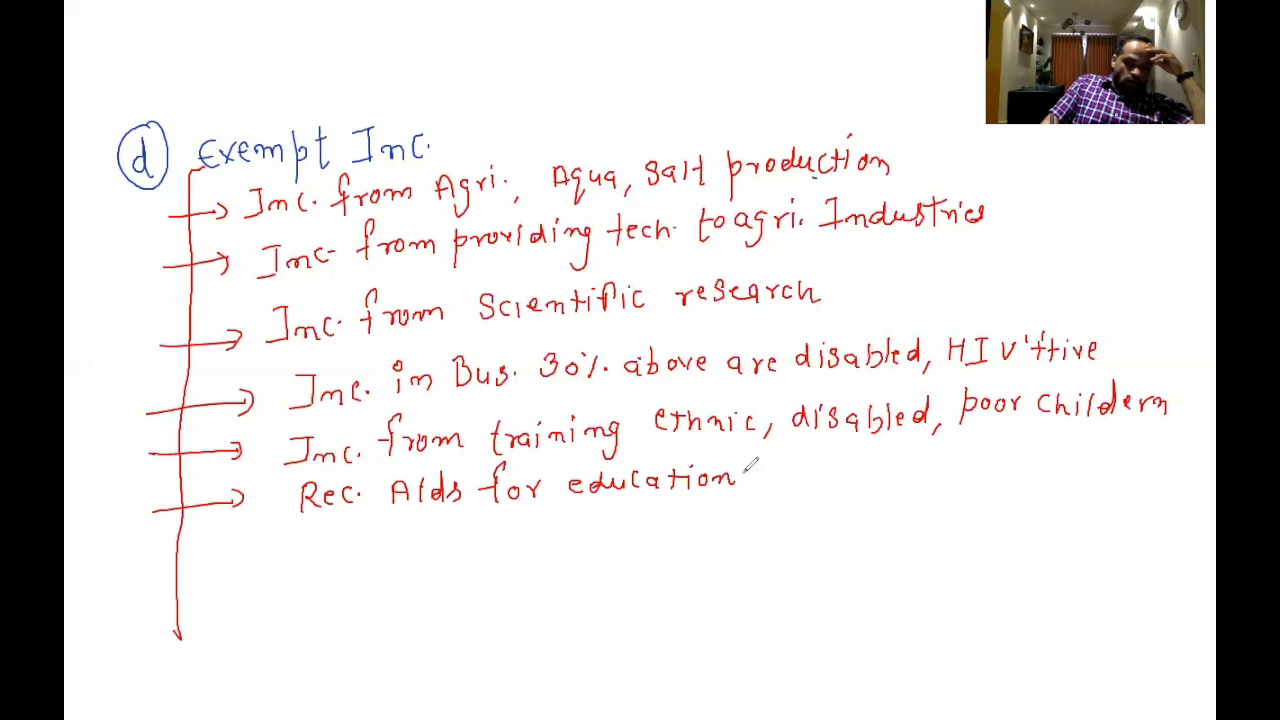 d Exempt Inc.
Inc. from Agri., Aqua, Salt production
Inc. from providing tech. to agri. Industries
Inc. from Scientific research
Inc. in Bus. 30% above are disabled, HIV '+tive
Inc. from training ethnic, disabled, poor childern
Rec. Aids for education